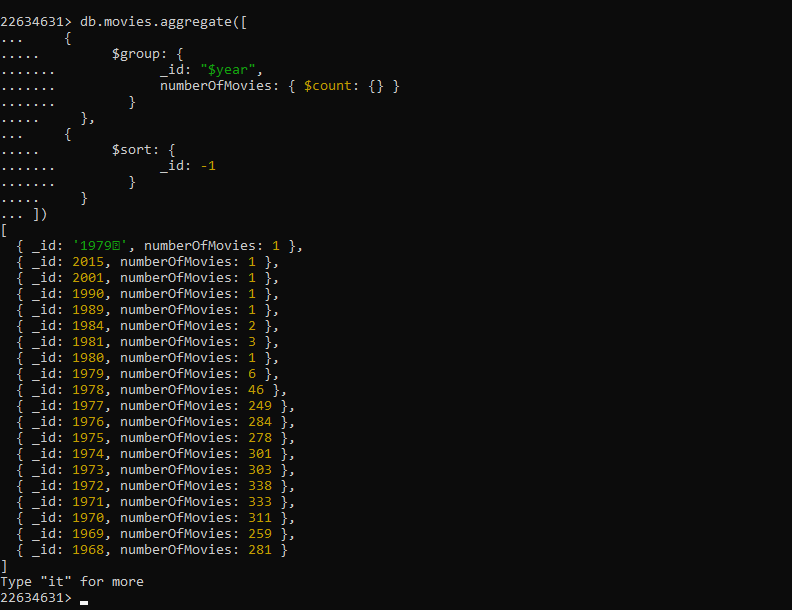 22634631> db.movies.aggregate([
... {
..... $group: {
....... _id: "$year",
....... numberOfMovies: { $count: {} }
....... }
..... },
... {
..... $sort: {
....... _id: -1
....... }
..... }
... ])
[
{ _id: '1979', numberOfMovies: 1 },
{ _id: 2015, numberOfMovies: 1 },
{ _id: 2001, numberOfMovies: 1 },
{ _id: 1990, numberOfMovies: 1 },
{ _id: 1989, numberOfMovies: 1 },
{ _id: 1984, numberOfMovies: 2 },
{ _id: 1981, numberOfMovies: 3 },
{ _id: 1980, numberOfMovies: 1 },
{ _id: 1979, numberOfMovies: 6 },
{ _id: 1978, numberOfMovies: 46 },
{ _id: 1977, numberOfMovies: 249 },
{ _id: 1976, numberOfMovies: 284 },
{ _id: 1975, numberOfMovies: 278 },
{ _id: 1974, numberOfMovies: 301 },
{ _id: 1973, numberOfMovies: 303 },
{ _id: 1972, numberOfMovies: 338 },
{ _id: 1971, numberOfMovies: 333 },
{ _id: 1970, numberOfMovies: 311 },
{ _id: 1969, numberOfMovies: 259 },
{ _id: 1968, numberOfMovies: 281 }
]
Type "it" for more
22634631>